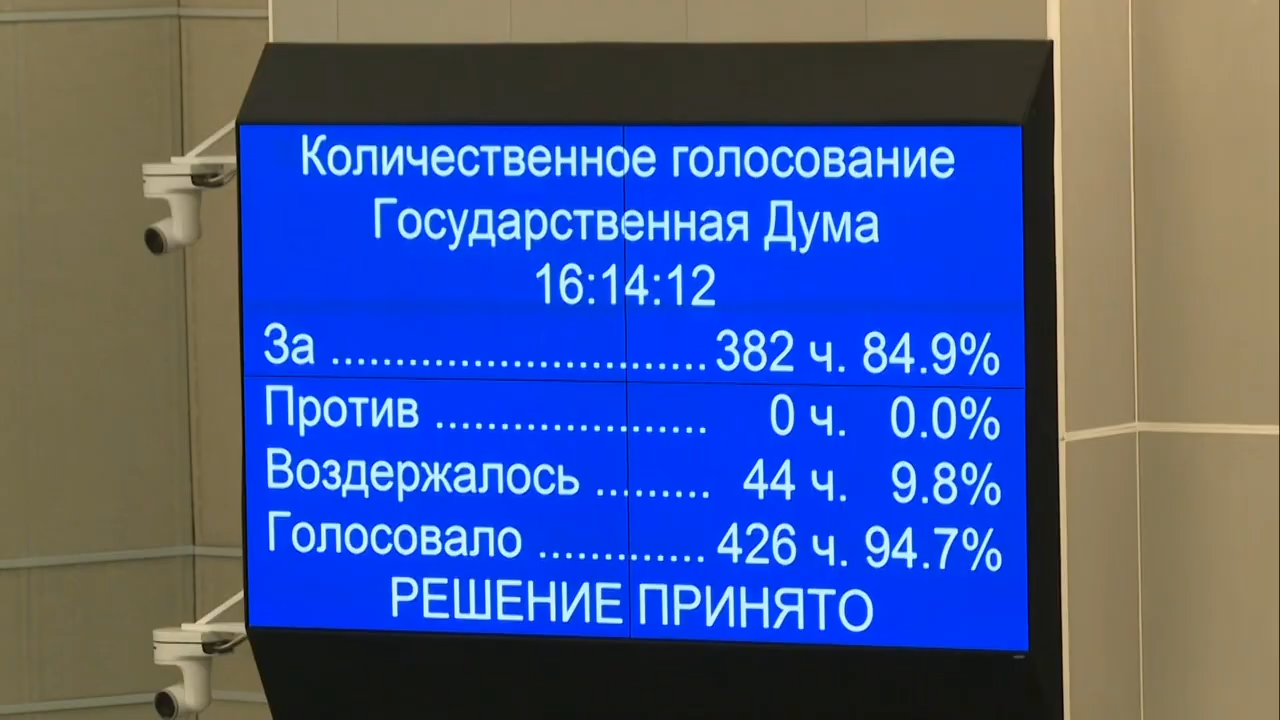 Количественное голосование
Государственная Дума
16:14:12
За ............................. 382 ч. 84.9%
Против ..................... 0 ч. 0.0%
Воздержалось ......... 44 ч. 9.8%
Голосовало ............. 426 ч. 94.7%
РЕШЕНИЕ ПРИНЯТО